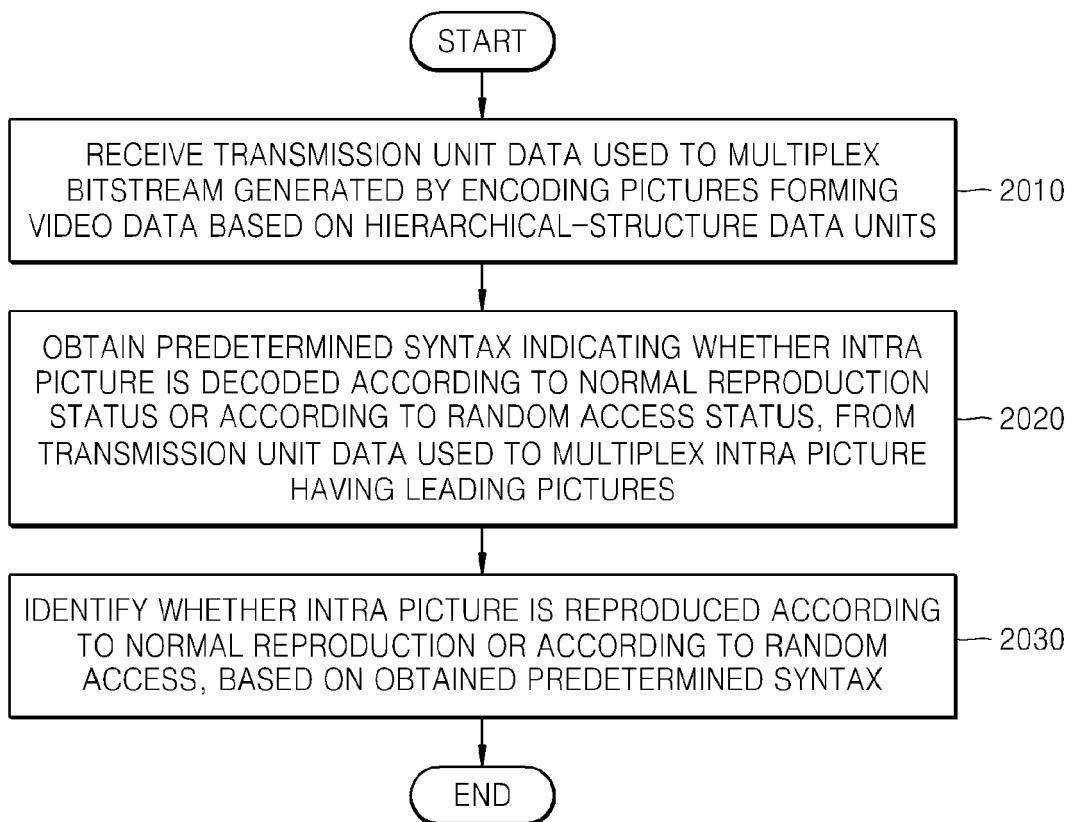 START
RECEIVE TRANSMISSION UNIT DATA USED TO MULTIPLEX
BITSTREAM GENERATED BY ENCODING PICTURES FORMING
VIDEO DATA BASED ON HIERARCHICAL-STRUCTURE DATA UNITS
2010
OBTAIN PREDETERMINED SYNTAX INDICATING WHETHER INTRA
PICTURE IS DECODED ACCORDING TO NORMAL REPRODUCTION
STATUS OR ACCORDING TO RANDOM ACCESS STATUS, FROM
TRANSMISSION UNIT DATA USED TO MULTIPLEX INTRA PICTURE
HAVING LEADING PICTURES
2020
IDENTIFY WHETHER INTRA PICTURE IS REPRODUCED ACCORDING
TO NORMAL REPRODUCTION OR ACCORDING TO RANDOM
ACCESS, BASED ON OBTAINED PREDETERMINED SYNTAX
2030
END